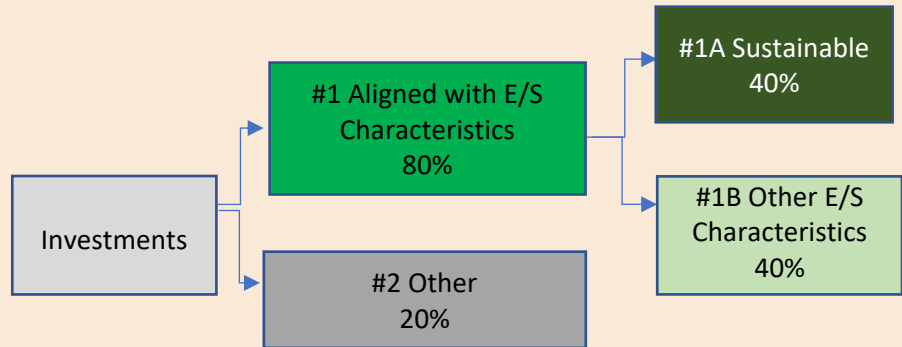 #1A Sustainable
40%
#1 Aligned with E/S
Characteristics
80%
#1B Other E/S
Characteristics
40%
Investments
#2 Other
20%